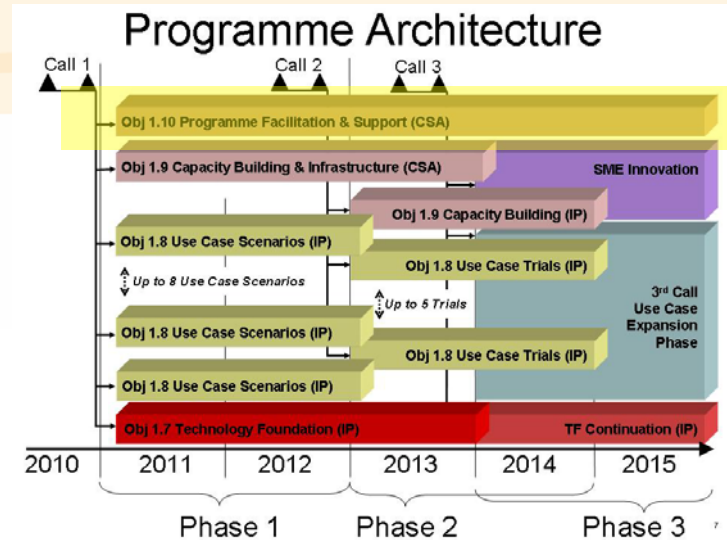 Programme Architecture
Call 1
Call 2
Call 3
Obj 1.10 Programme Facilitation & Support (CSA)
Obj 1.9 Capacity Building & Infrastructure (CSA)
SME Innovation
Obj 1.9 Capacity Building (IP)
Obj 1.8 Use Case Scenarios (IP)
Obj 1.8 Use Case Trials (IP)
Up to 8 Use Case Scenarios
Up to 5 Trials
3rd Call
Use Case
Expansion
Phase
Obj 1.8 Use Case Scenarios (IP)
Obj 1.8 Use Case Trials (IP)
Obj 1.8 Use Case Scenarios (IP)
Obj 1.7 Technology Foundation (IP)
TF Continuation (IP)
2010 2011 2012 2013 2014 2015
Phase 1 Phase 2 Phase 3
7